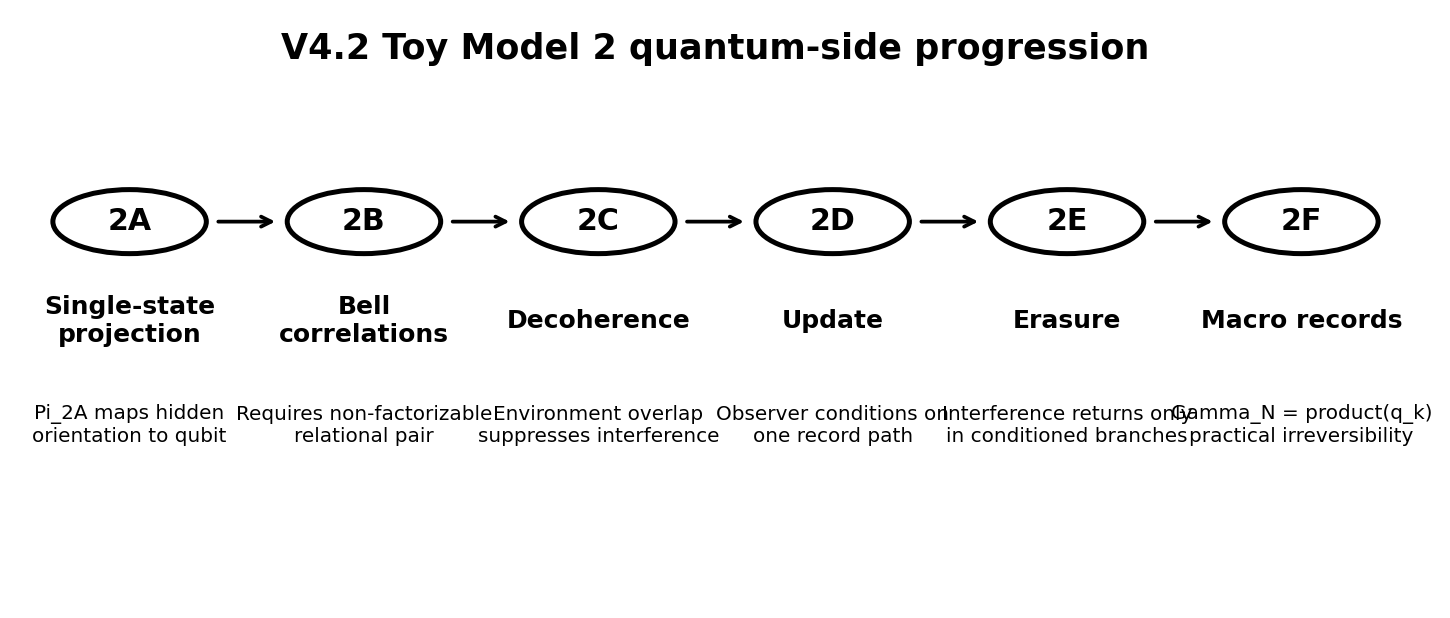 V4.2 Toy Model 2 quantum-side progression
2A
2B
2C
2D
2E
2F
Single-state
projection
Bell
correlations
Decoherence
Update
Erasure
Macro records
Pi_2A maps hidden
orientation to qubit
Requires non-factorizable
relational pair
Environment overlap
suppresses interference
Observer conditions on
one record path
Interference returns only
in conditioned branches
Gamma_N = product(q_k)
practical irreversibility